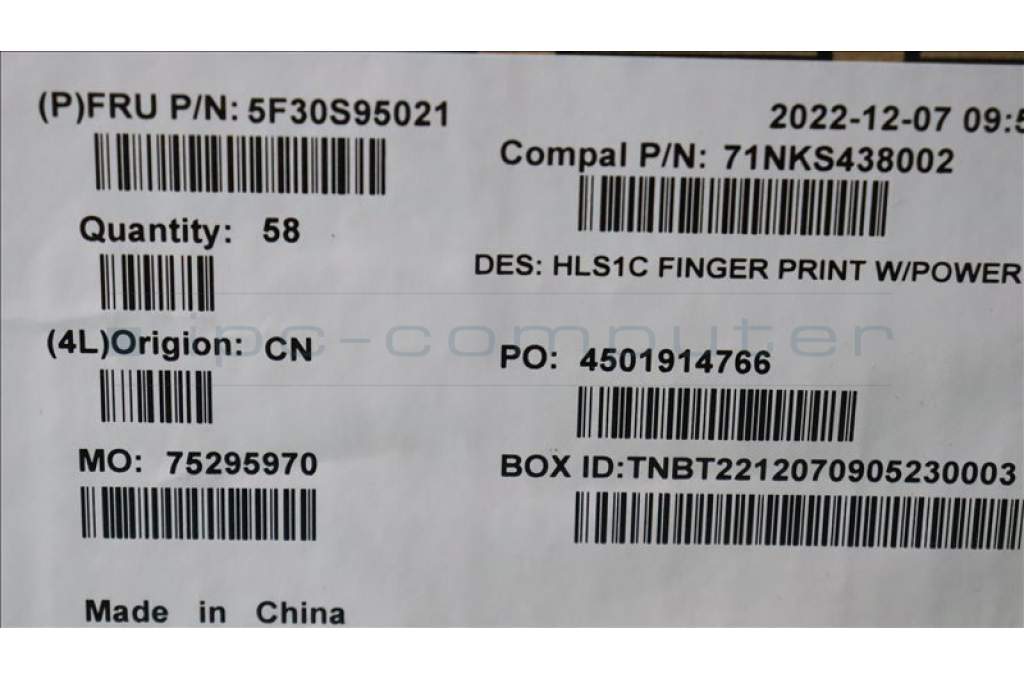 (P)FRU P/N: 5F30S95021
2022-12-07 09:5
Compal P/N: 71NKS438002
Quantity: 58
DES: HLS1C FINGER PRINT W/POWER
ipc-computer
(4L)Origion: CN
PO: 4501914766
MO: 75295970
BOX ID:TNBT2212070905230003
Made in China